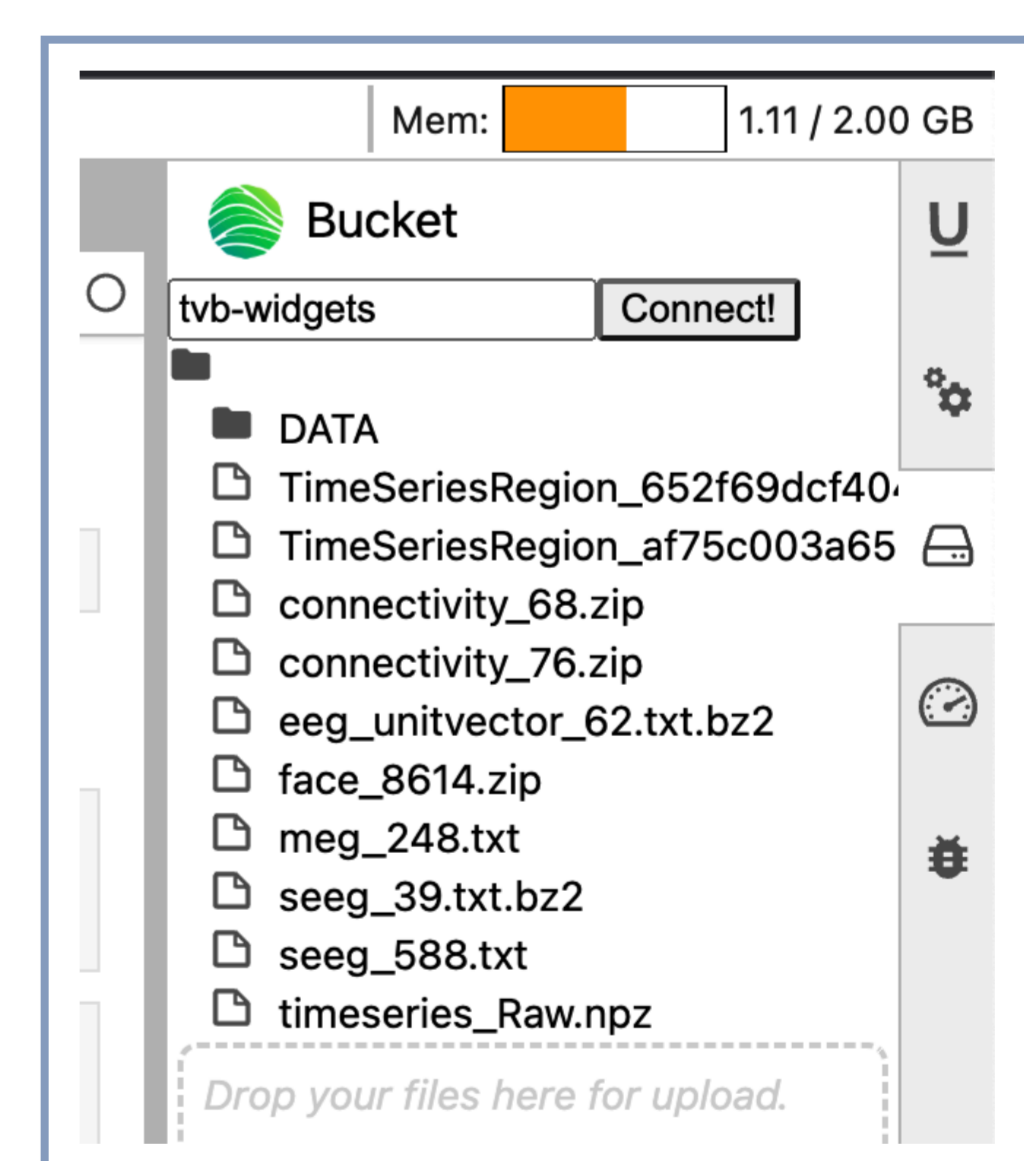 Mem: 1.11 / 2.00 GB
Bucket
U
tvb-widgets Connect!
DATA
TimeSeriesRegion_652f69dcf40
TimeSeriesRegion_af75c003a65
connectivity_68.zip
connectivity_76.zip
eeg_unitvector_62.txt.bz2
face_8614.zip
meg_248.txt
seeg_39.txt.bz2
seeg_588.txt
timeseries_Raw.npz
Drop your files here for upload.